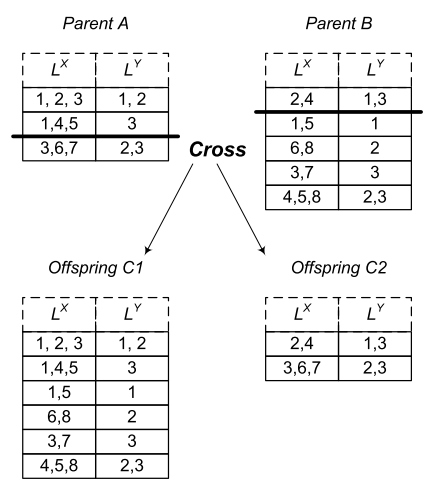 Parent A
L^X L^Y
1, 2, 3 1, 2
1,4,5 3
3,6,7 2,3
Parent B
L^X L^Y
2,4 1,3
1,5 1
6,8 2
3,7 3
4,5,8 2,3
Cross
Offspring C1
L^X L^Y
1, 2, 3 1, 2
1,4,5 3
1,5 1
6,8 2
3,7 3
4,5,8 2,3
Offspring C2
L^X L^Y
2,4 1,3
3,6,7 2,3